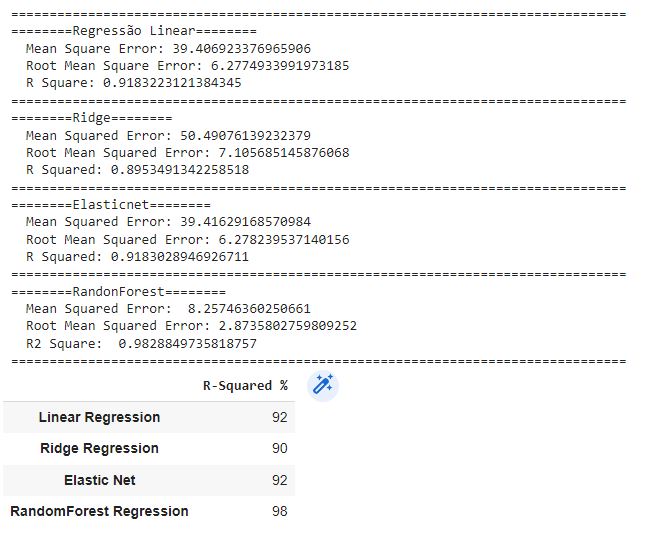 ================================================================================
========Regressão Linear========
Mean Square Error: 39.406923376965906
Root Mean Square Error: 6.2774933991973185
R Square: 0.9183223121384345
================================================================================
========Ridge========
Mean Squared Error: 50.49076139232379
Root Mean Squared Error: 7.105685145876068
R Squared: 0.8953491342258518
================================================================================
========Elasticnet========
Mean Squared Error: 39.41629168570984
Root Mean Squared Error: 6.278239537140156
R Squared: 0.9183028946926711
================================================================================
========RandonForest========
Mean Squared Error:  8.25746360250661
Root Mean Squared Error: 2.8735802759809252
R2 Square:  0.9828849735818757
================================================================================
R-Squared %
Linear Regression 92
Ridge Regression 90
Elastic Net 92
RandomForest Regression 98